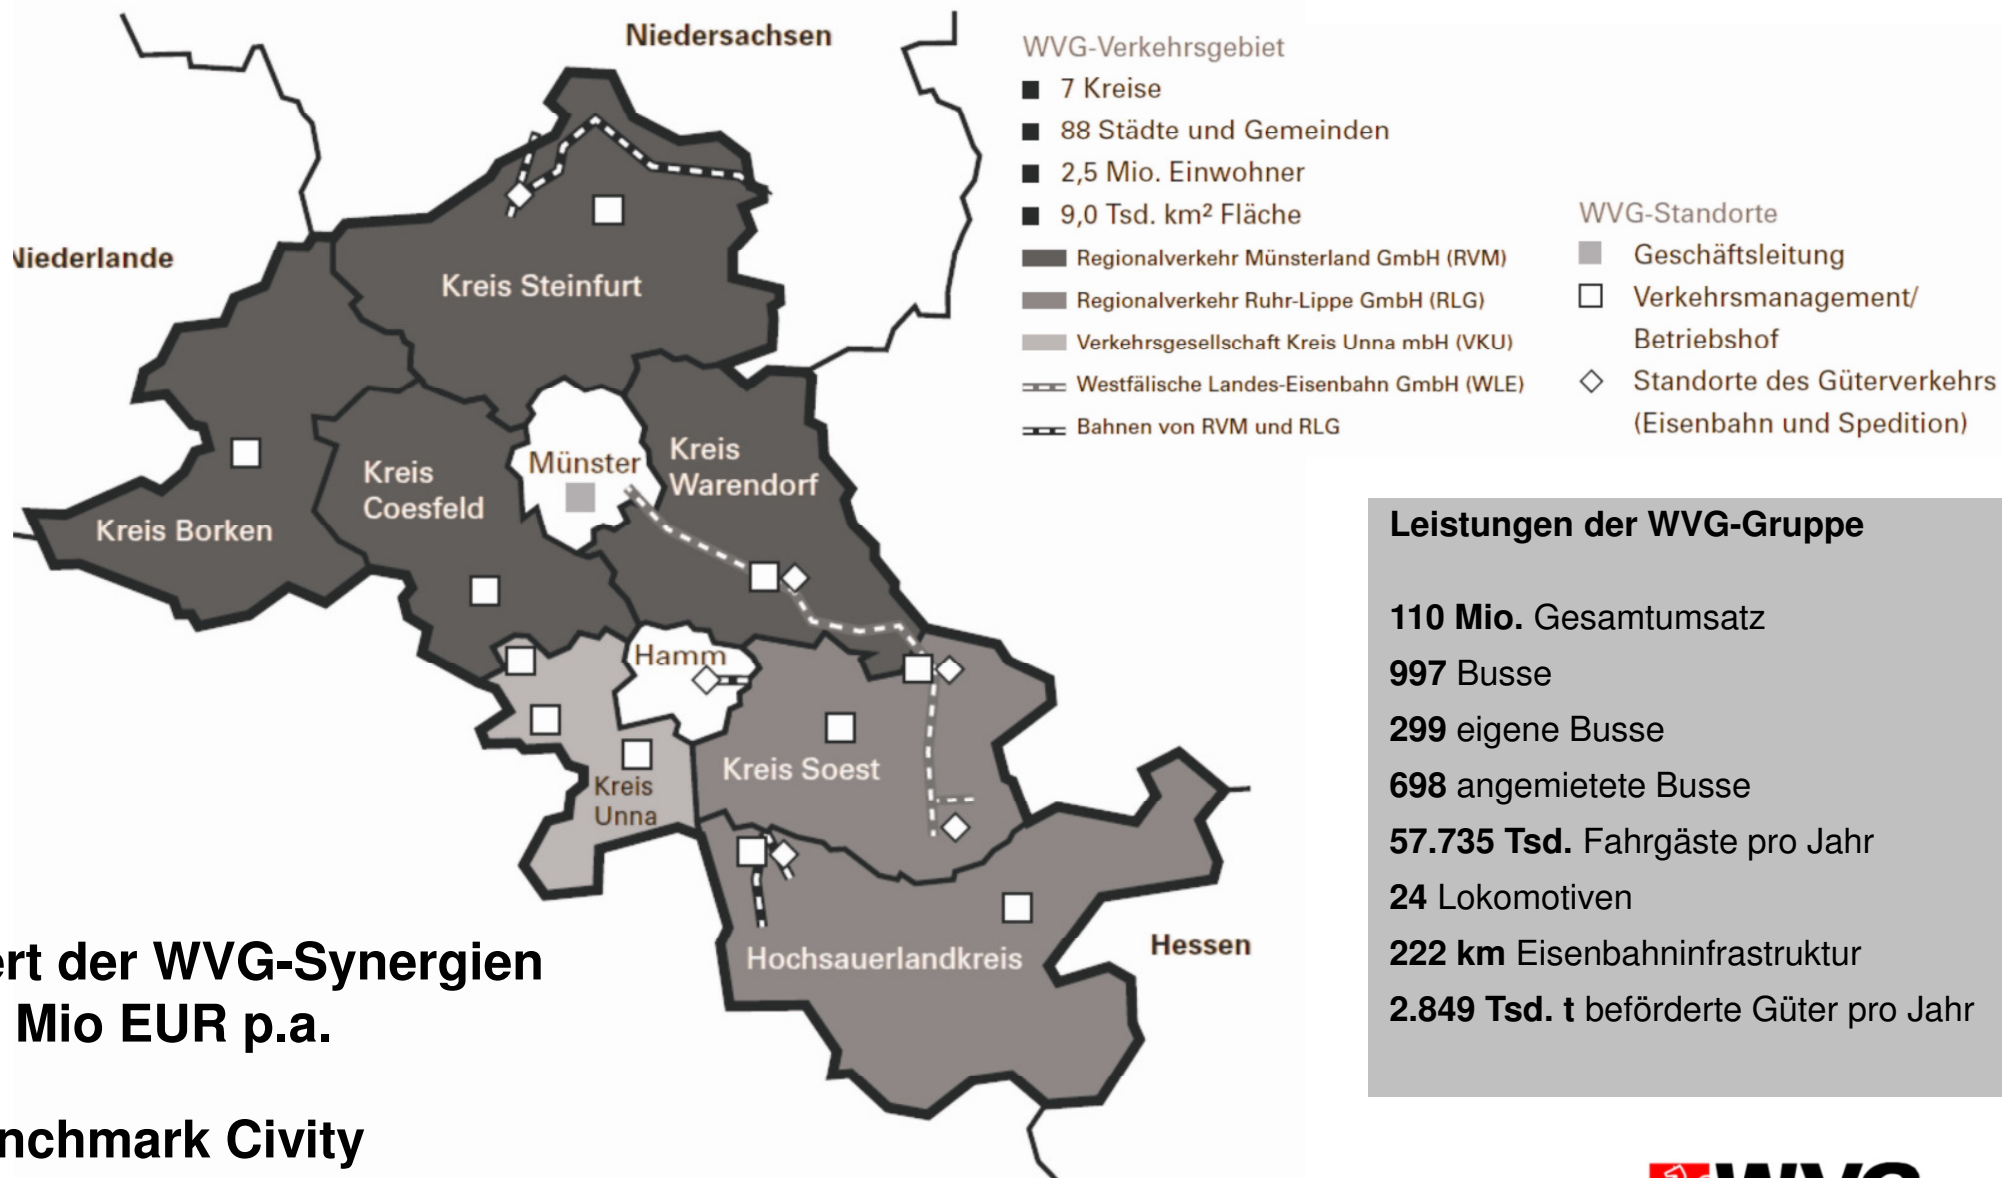 Niedersachsen
Niederlande
Kreis Steinfurt
Münster
Kreis
Warendorf
Kreis
Coesfeld
Kreis Borken
Hamm
Kreis Soest
Kreis
Unna
Hochsauerlandkreis
Hessen
WVG-Verkehrsgebiet
7 Kreise
88 Städte und Gemeinden
2,5 Mio. Einwohner
9,0 Tsd. km² Fläche
Regionalverkehr Münsterland GmbH (RVM)
Regionalverkehr Ruhr-Lippe GmbH (RLG)
Verkehrsgesellschaft Kreis Unna mbH (VKU)
Westfälische Landes-Eisenbahn GmbH (WLE)
Bahnen von RVM und RLG
WVG-Standorte
Geschäftsleitung
Verkehrsmanagement/
Betriebshof
Standorte des Güterverkehrs
(Eisenbahn und Spedition)
Leistungen der WVG-Gruppe
110 Mio. Gesamtumsatz
997 Busse
299 eigene Busse
698 angemietete Busse
57.735 Tsd. Fahrgäste pro Jahr
24 Lokomotiven
222 km Eisenbahninfrastruktur
2.849 Tsd. t beförderte Güter pro Jahr
ert der WVG-Synergien
Mio EUR p.a.
nchmark Civity
WVG